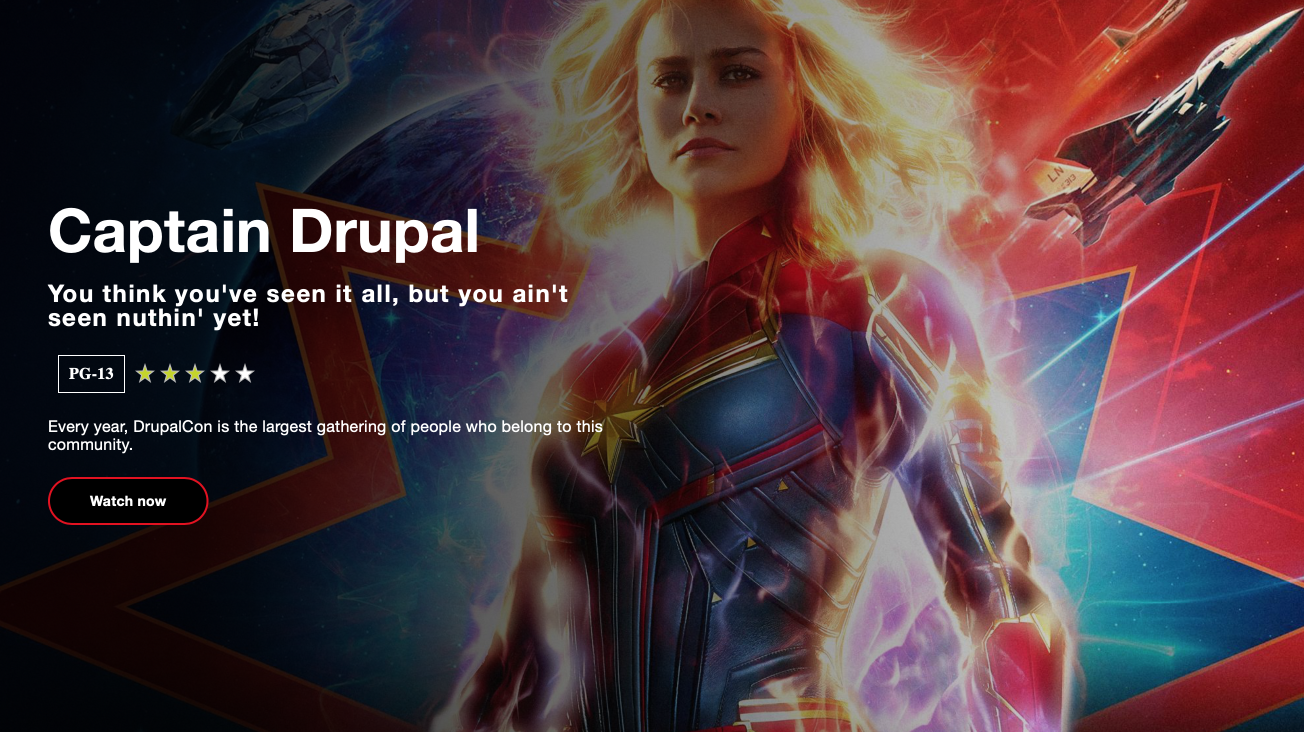 Captain Drupal
You think you've seen it all, but you ain't
seen nuthin' yet!
PG-13
Every year, DrupalCon is the largest gathering of people who belong to this
community.
Watch now
LN